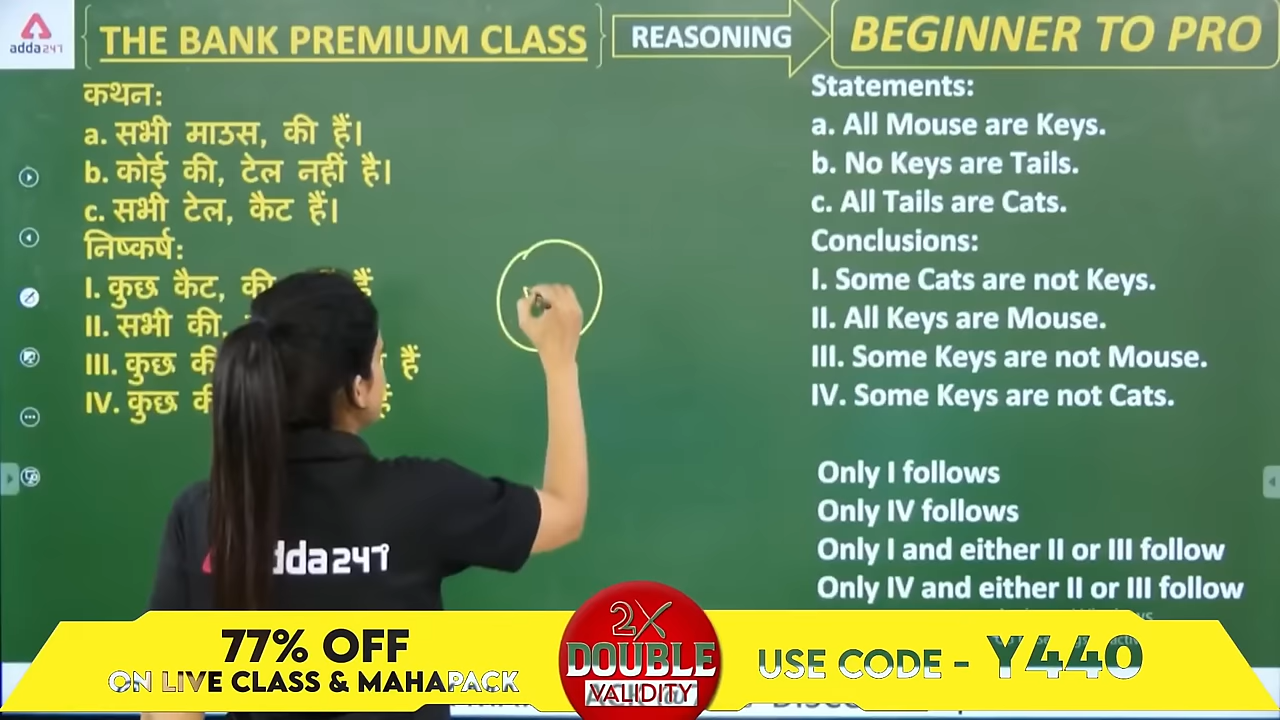 adda247
THE BANK PREMIUM CLASS
REASONING
BEGINNER TO PRO
कथन:
a. सभी माउस, की हैं।
b. कोई की, टेल नहीं है।
c. सभी टेल, कैट हैं।
निष्कर्ष:
I. कुछ कैट, की हैं
II. सभी की,
III. कुछ हैं
IV. कुछ
Statements:
a. All Mouse are Keys.
b. No Keys are Tails.
c. All Tails are Cats.
Conclusions:
I. Some Cats are not Keys.
II. All Keys are Mouse.
III. Some Keys are not Mouse.
IV. Some Keys are not Cats.
Only I follows
Only IV follows
Only I and either II or III follow
Only IV and either II or III follow
dda247
77% OFF
ON LIVE CLASS & MAHAPACK
2X
DOUBLE
VALIDITY
USE CODE - Y440